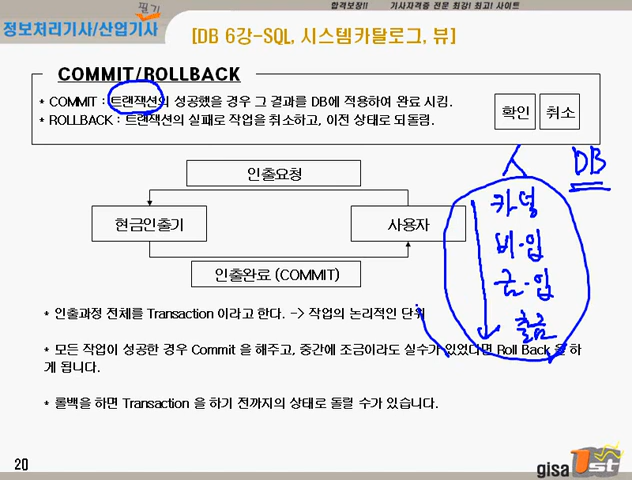 합격보장!! 기사자격증 전문 최강! 최고! 사이트
필기
정보처리기사/산업기사
[DB 6강-SQL, 시스템카탈로그, 뷰]
COMMIT/ROLLBACK
* COMMIT : 트랜잭션의 성공했을 경우 그 결과를 DB에 적용하여 완료 시킴.
* ROLLBACK : 트랜잭션의 실패로 작업을 취소하고, 이전 상태로 되돌림.
확인 취소
DB
인출요청
현금인출기 사용자
인출완료 (COMMIT)
카넣
비.입
금.입
출금
* 인출과정 전체를 Transaction 이라고 한다. -> 작업의 논리적인 단위
* 모든 작업이 성공한 경우 Commit 을 해주고, 중간에 조금이라도 실수가 있었다면 Roll Back 을 하
게 됩니다.
* 롤백을 하면 Transaction 을 하기 전까지의 상태로 돌릴 수가 있습니다.
20
gisa 1st